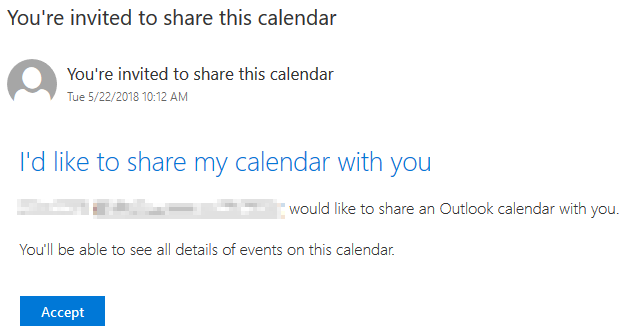 You're invited to share this calendar
You're invited to share this calendar
Tue 5/22/2018 10:12 AM
I'd like to share my calendar with you
would like to share an Outlook calendar with you.
You'll be able to see all details of events on this calendar.
Accept